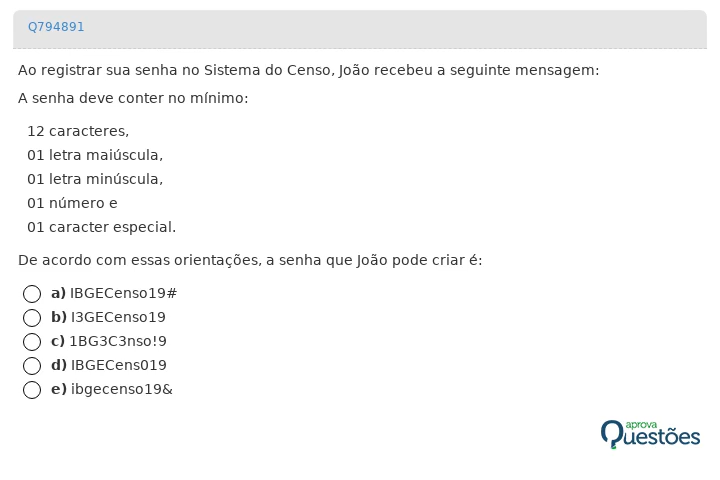 Q794891
Ao registrar sua senha no Sistema do Censo, João recebeu a seguinte mensagem:
A senha deve conter no mínimo:
12 caracteres,
01 letra maiúscula,
01 letra minúscula,
01 número e
01 caracter especial.
De acordo com essas orientações, a senha que João pode criar é:
a) IBGECenso19#
b) I3GECenso19
c) 1BG3C3nso!9
d) IBGECens019
e) ibgecenso19&
aprova
Questões